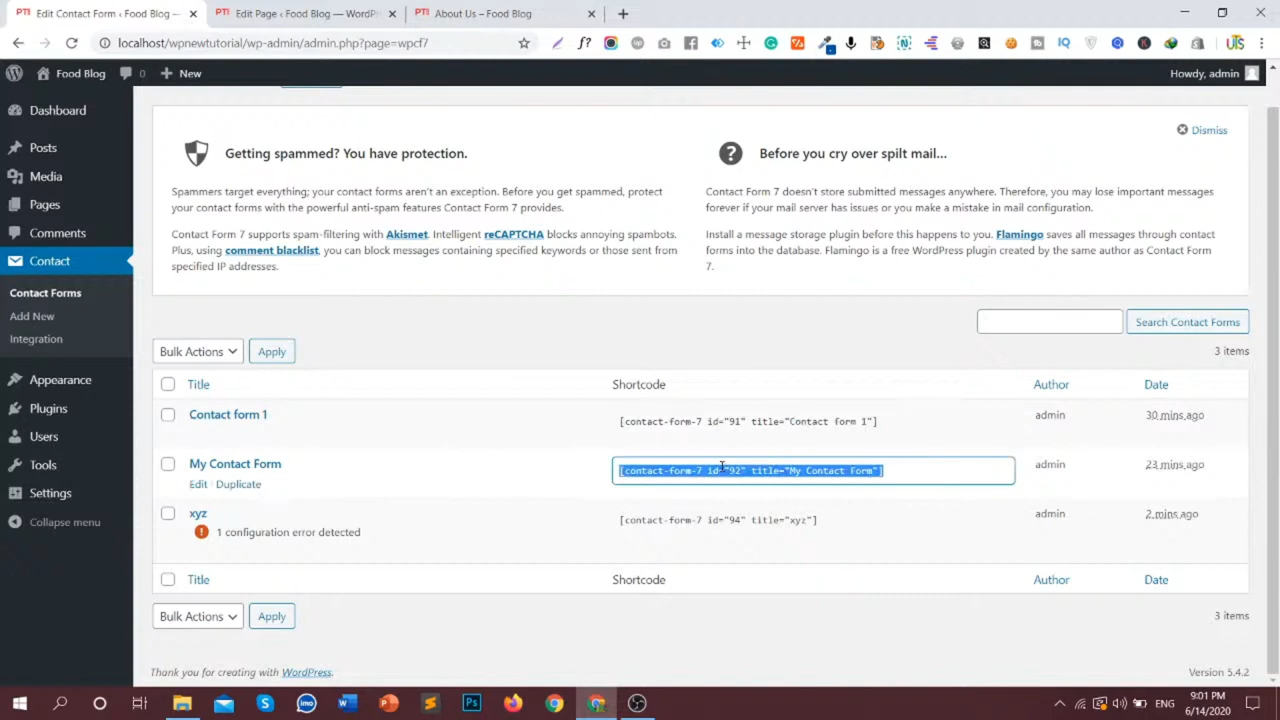 PTI Edit Contact Form ‹ Food Blog —
PTI Edit Page ‹ Food Blog — WordPr
PTI About Us – Food Blog
localhost/wpnewtutorial/wp-admin/admin.php?page=wpcf7
Food Blog
0
New
Howdy, admin
Dashboard
Posts
Media
Pages
Comments
Contact
Contact Forms
Add New
Integration
Appearance
Plugins
Users
Tools
Settings
Collapse menu
Dismiss
Getting spammed? You have protection.
Spammers target everything; your contact forms aren't an exception. Before you get spammed, protect
your contact forms with the powerful anti-spam features Contact Form 7 provides.
Contact Form 7 supports spam-filtering with Akismet. Intelligent reCAPTCHA blocks annoying spambots.
Plus, using comment blacklist, you can block messages containing specified keywords or those sent from
specified IP addresses.
Before you cry over spilt mail...
Contact Form 7 doesn't store submitted messages anywhere. Therefore, you may lose important messages
forever if your mail server has issues or you make a mistake in mail configuration.
Install a message storage plugin before this happens to you. Flamingo saves all messages through contact
forms into the database. Flamingo is a free WordPress plugin created by the same author as Contact Form
7.
Search Contact Forms
Bulk Actions Apply
3 items
Title Shortcode Author Date
Contact form 1 [contact-form-7 id="91" title="Contact form 1"] admin 30 mins ago
My Contact Form [contact-form-7 id="92" title="My Contact Form"] admin 23 mins ago
Edit | Duplicate
xyz [contact-form-7 id="94" title="xyz"] admin 2 mins ago
1 configuration error detected
Title Shortcode Author Date
Bulk Actions Apply
3 items
Thank you for creating with WordPress.
Version 5.4.2
ENG
9:01 PM
6/14/2020